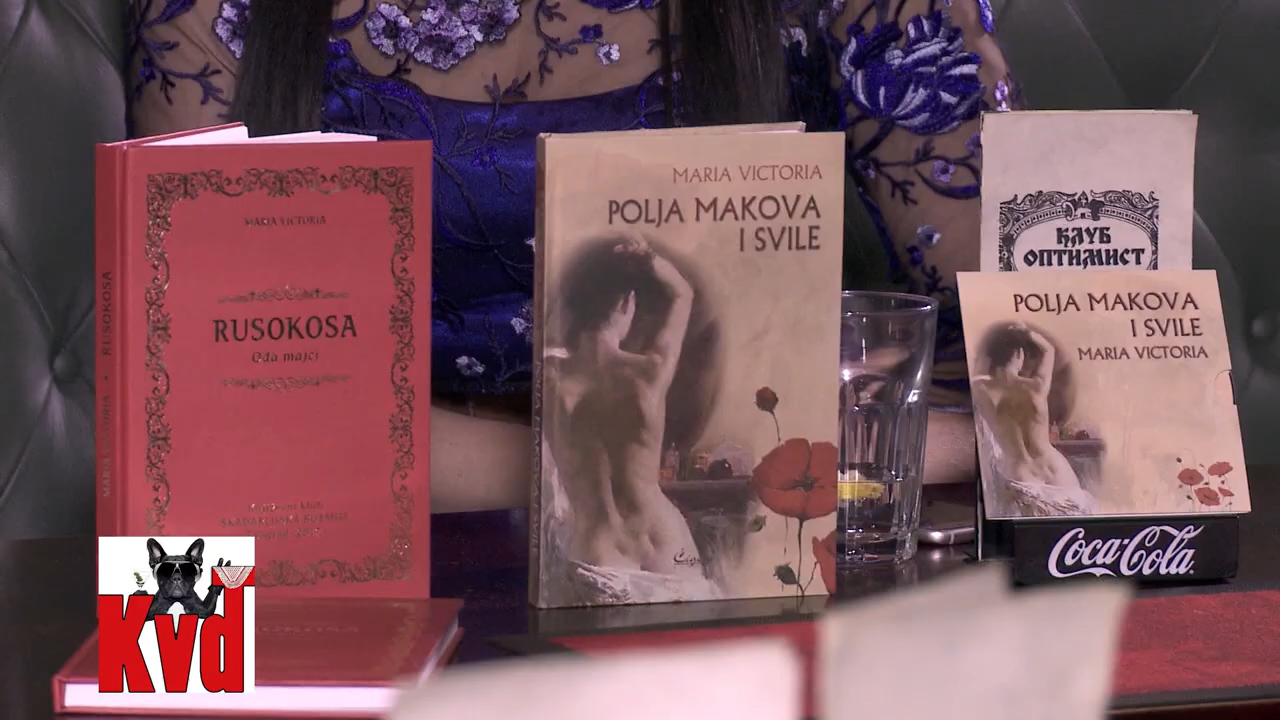 MARIA VICTORIA
RUSOKOSA
Oda majci
RUSOKOSA
MARIA VICTORIA
POLJA MAKOVA
I SVILE
КЛУБ
ОПТИМИСТ
POLJA MAKOVA
I SVILE
MARIA VICTORIA
Coca-Cola
Kvd